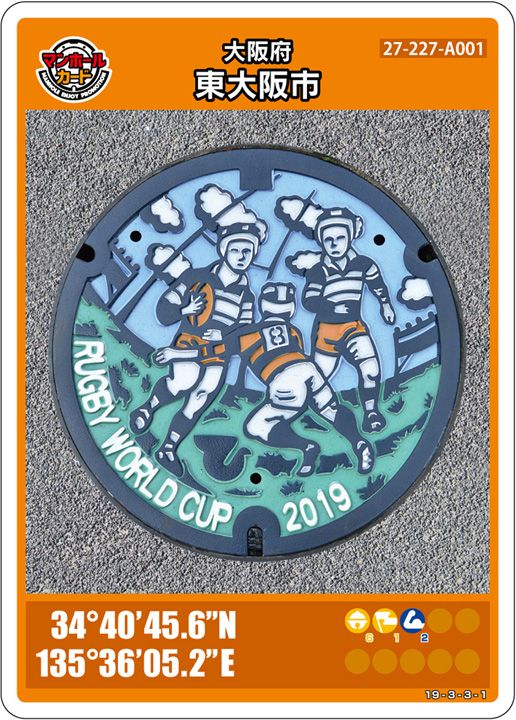 マンホール
カード
MANHOLE ENJOY PROMOTION
大阪府
東大阪市
27-227-A001
8
RUGBY WORLD CUP 2019
34°40’45.6”N
135°36’05.2”E
6 1 2
19-3-3-1